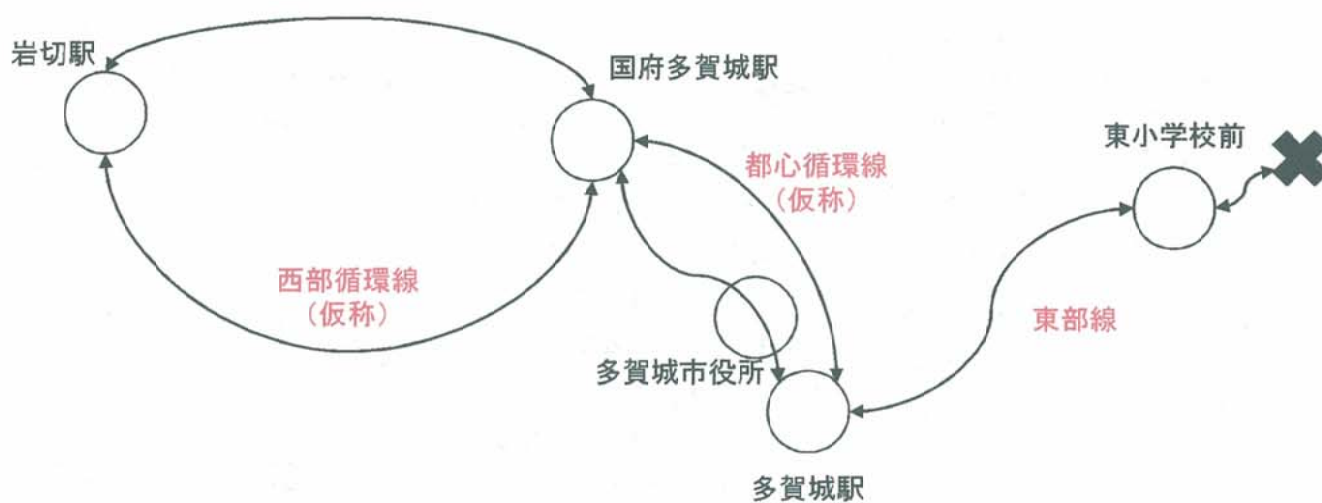 岩切駅
国府多賀城駅
東小学校前
都心循環線
（仮称）
西部循環線
（仮称）
東部線
多賀城市役所
多賀城駅